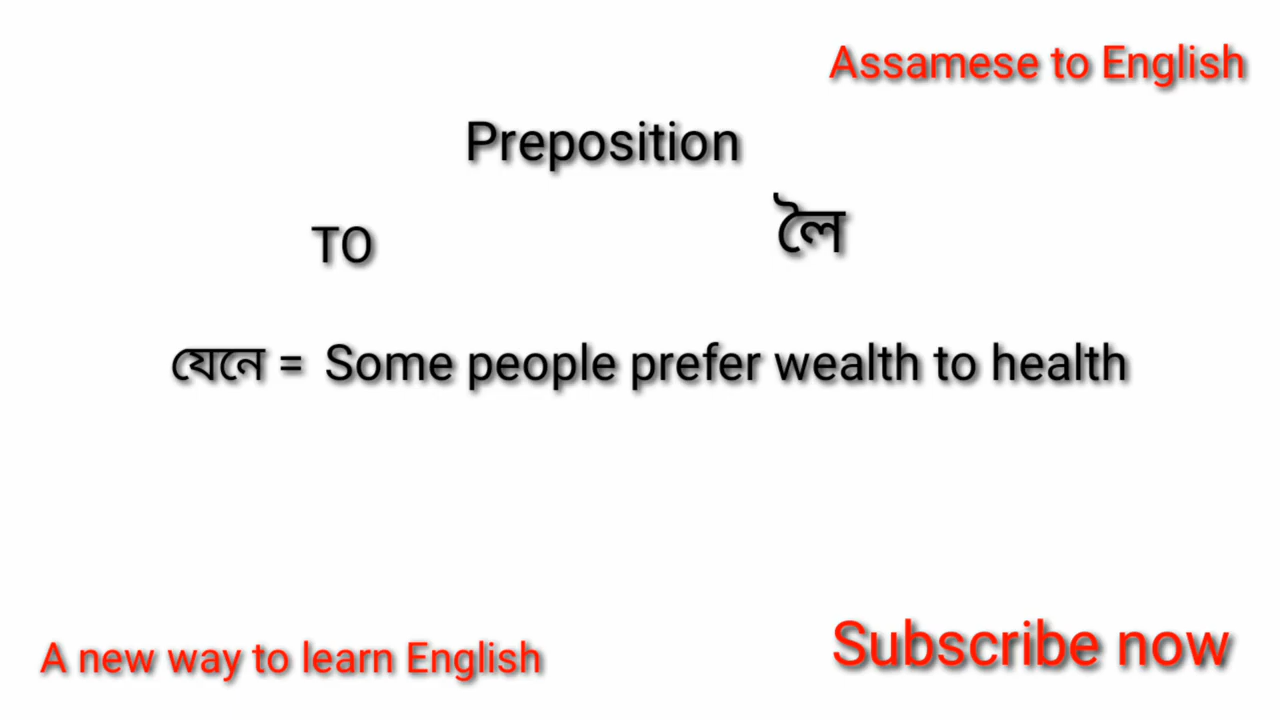 Assamese to English
Preposition
TO লৈ
যেনে = Some people prefer wealth to health
A new way to learn English
Subscribe now